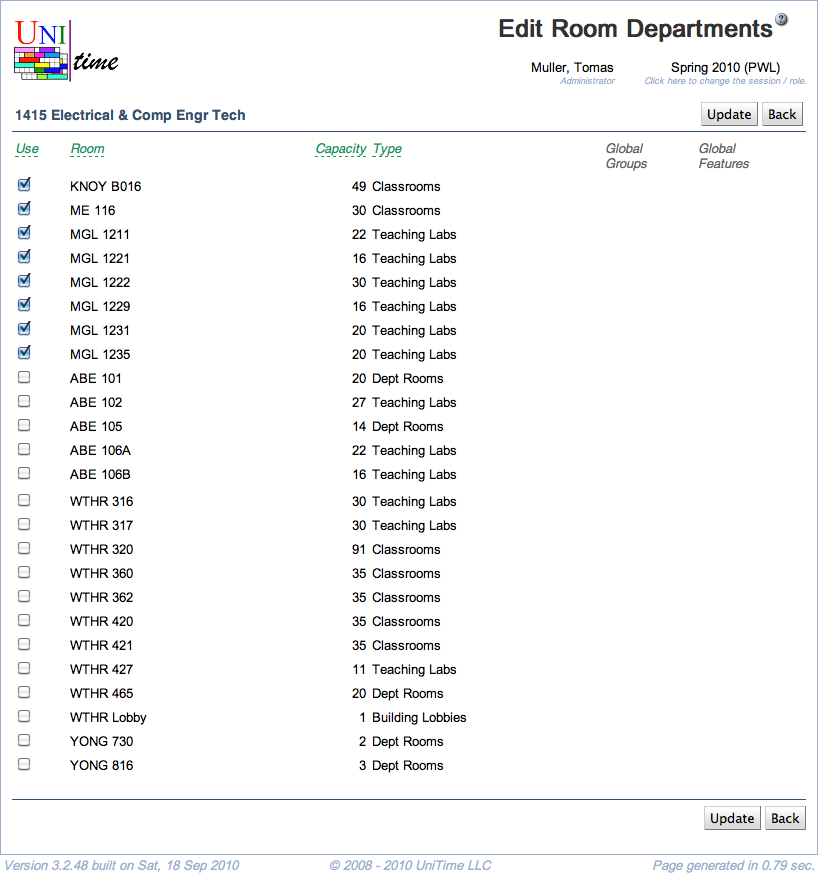 UNI
time
Edit Room Departments
?
Muller, Tomas Spring 2010 (PWL)
Administrator Click here to change the session / role.
1415 Electrical & Comp Engr Tech Update Back
Use Room Capacity Type Global Groups Global Features
KNOY B016 49 Classrooms
ME 116 30 Classrooms
MGL 1211 22 Teaching Labs
MGL 1221 16 Teaching Labs
MGL 1222 30 Teaching Labs
MGL 1229 16 Teaching Labs
MGL 1231 20 Teaching Labs
MGL 1235 20 Teaching Labs
ABE 101 20 Dept Rooms
ABE 102 27 Teaching Labs
ABE 105 14 Dept Rooms
ABE 106A 22 Teaching Labs
ABE 106B 16 Teaching Labs
WTHR 316 30 Teaching Labs
WTHR 317 30 Teaching Labs
WTHR 320 91 Classrooms
WTHR 360 35 Classrooms
WTHR 362 35 Classrooms
WTHR 420 35 Classrooms
WTHR 421 35 Classrooms
WTHR 427 11 Teaching Labs
WTHR 465 20 Dept Rooms
WTHR Lobby 1 Building Lobbies
YONG 730 2 Dept Rooms
YONG 816 3 Dept Rooms
Update Back
Version 3.2.48 built on Sat, 18 Sep 2010 © 2008 - 2010 UniTime LLC Page generated in 0.79 sec.